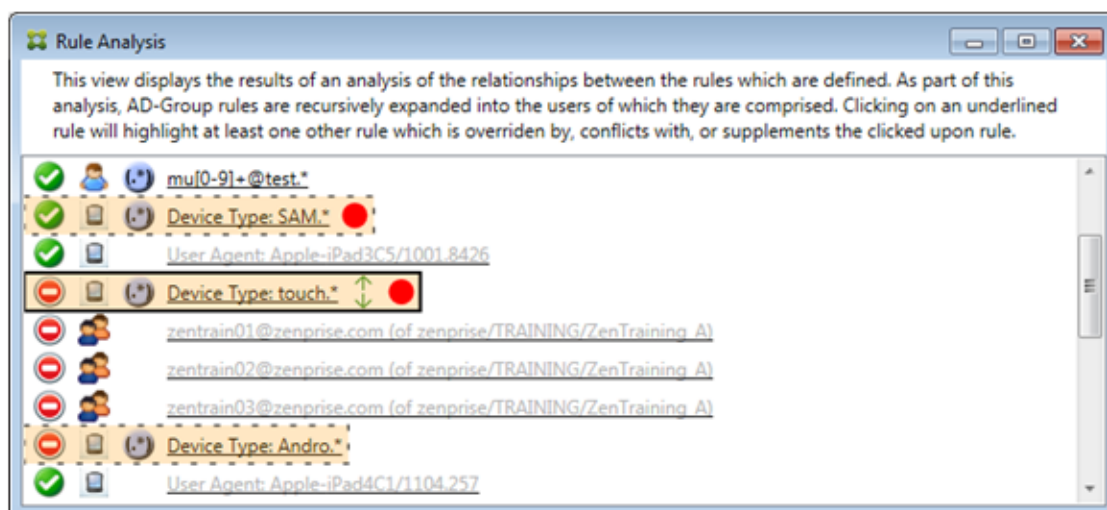 Rule Analysis
This view displays the results of an analysis of the relationships between the rules which are defined. As part of this
analysis, AD-Group rules are recursively expanded into the users of which they are comprised. Clicking on an underlined
rule will highlight at least one other rule which is overriden by, conflicts with, or supplements the clicked upon rule.
(.*) mu[0-9]+@test.*
(.*) Device Type: SAM.*
User Agent: Apple-iPad3C5/1001.8426
(.*) Device Type: touch.*
zentrain01@zenprise.com (of zenprise/TRAINING/ZenTraining A)
zentrain02@zenprise.com (of zenprise/TRAINING/ZenTraining A)
zentrain03@zenprise.com (of zenprise/TRAINING/ZenTraining A)
(.*) Device Type: Andro.*
User Agent: Apple-iPad4C1/1104.257